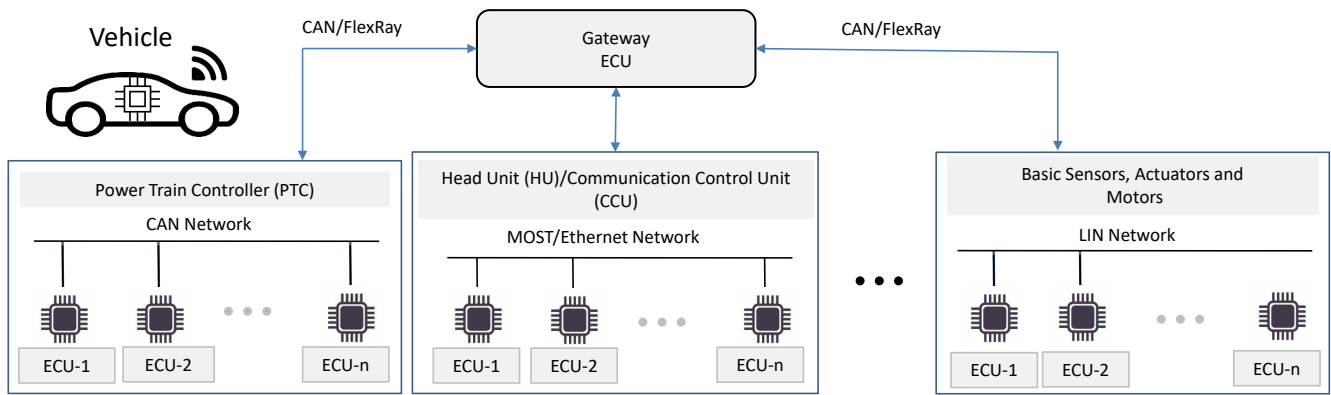 Vehicle
CAN/FlexRay
Gateway
ECU
CAN/FlexRay
Power Train Controller (PTC)
CAN Network
ECU-1
ECU-2
ECU-n
Head Unit (HU)/Communication Control Unit
(CCU)
MOST/Ethernet Network
ECU-1
ECU-2
ECU-n
Basic Sensors, Actuators and
Motors
LIN Network
ECU-1
ECU-2
ECU-n